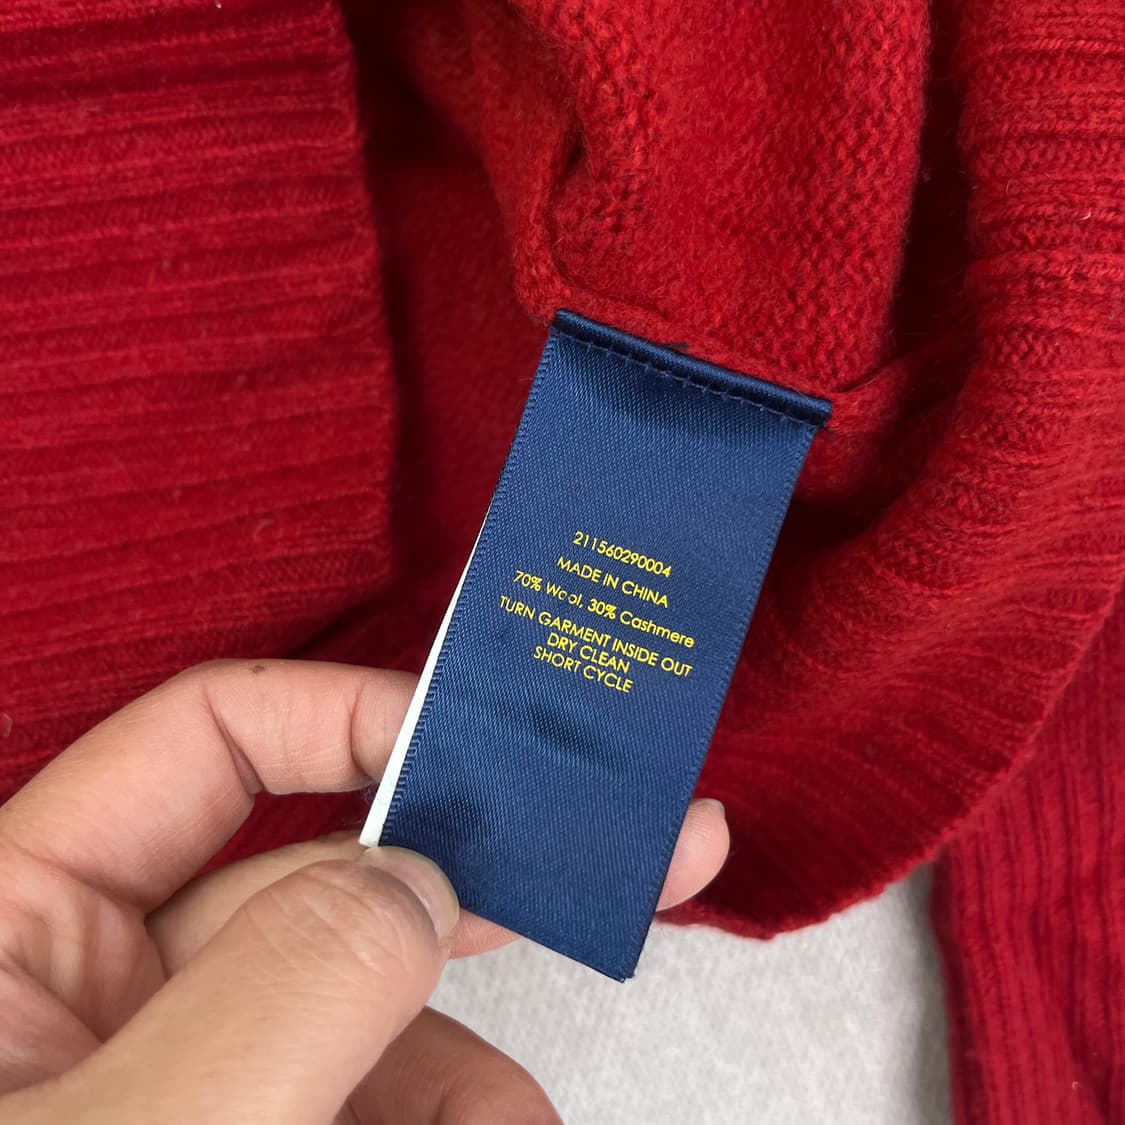 211560290004
MADE IN CHINA
70% Wool, 30% Cashmere
TURN GARMENT INSIDE OUT
DRY CLEAN
SHORT CYCLE